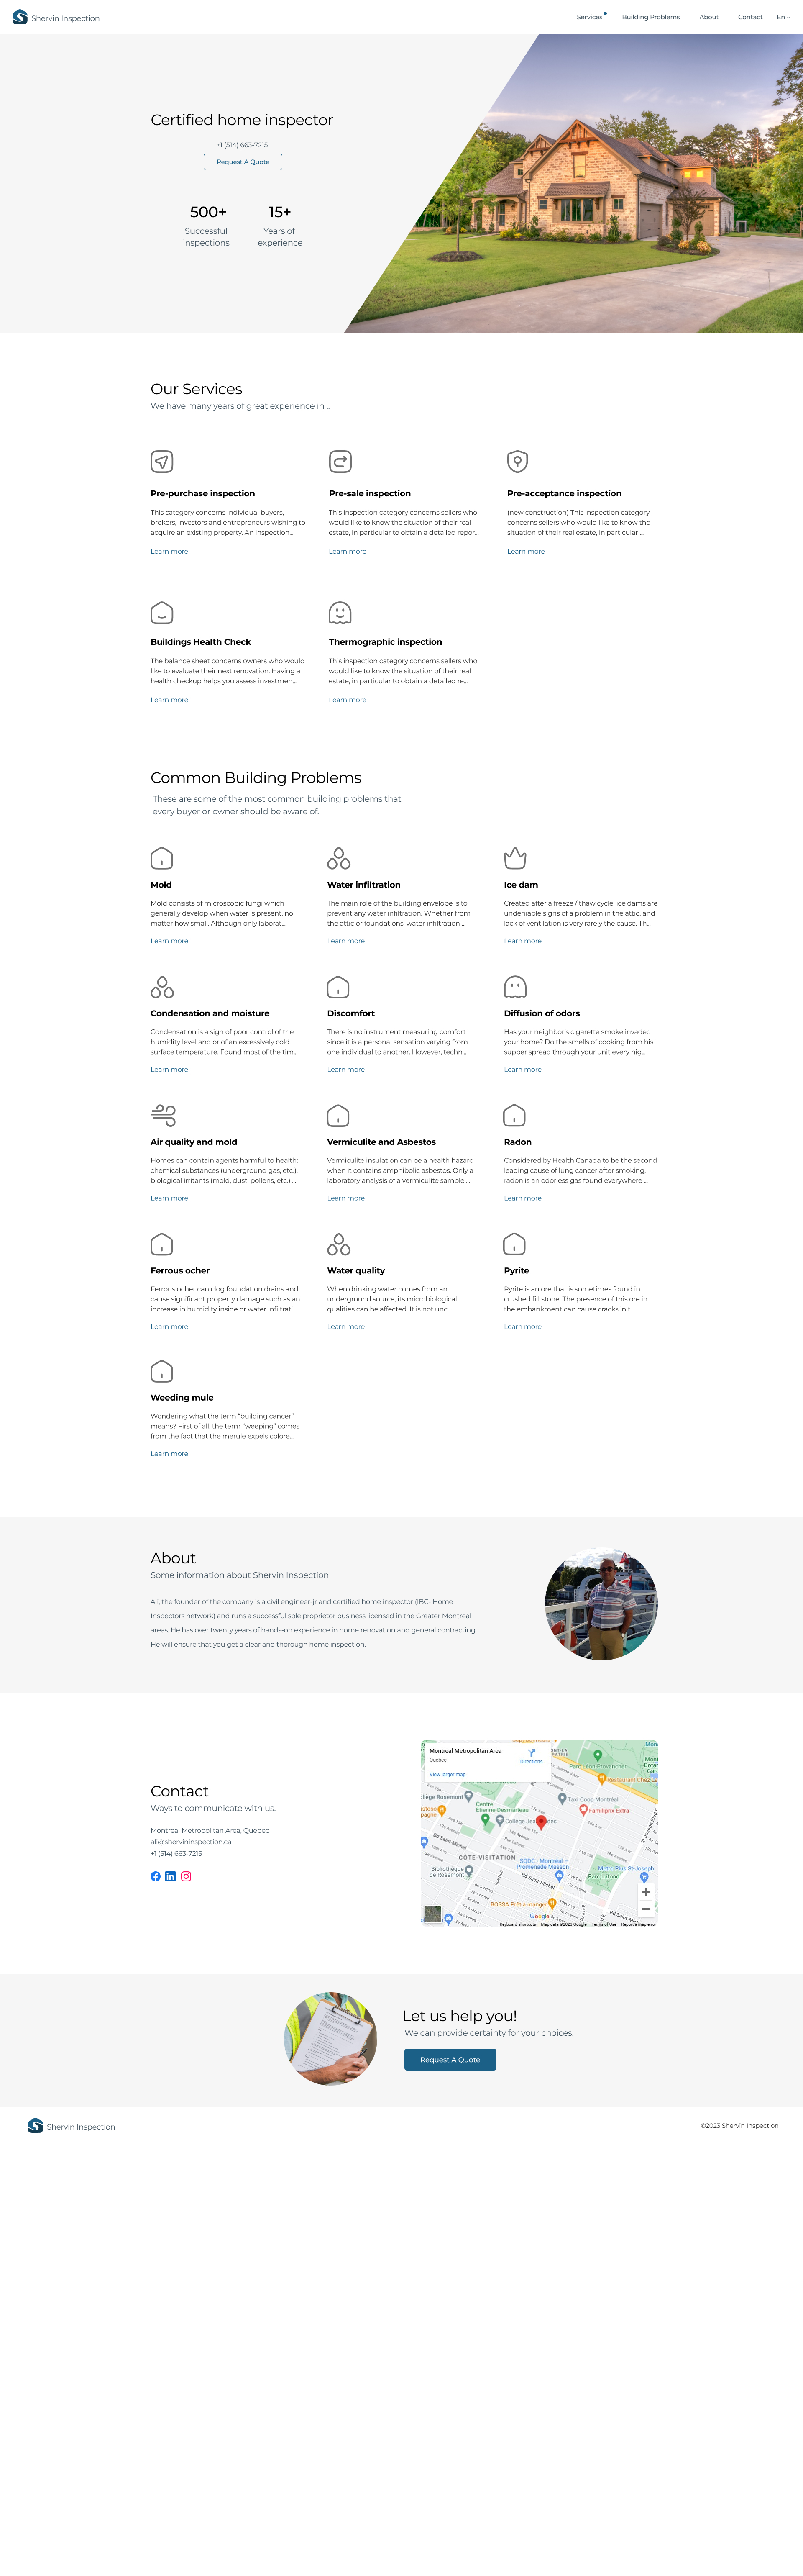 Shervin Inspection
Services
Building Problems
About
Contact
En
Certified home inspector
+1 (514) 663-7215
Request A Quote
500+
Successful
inspections
15+
Years of
experience
Our Services
We have many years of great experience in ..
Pre-purchase inspection
This category concerns individual buyers,
brokers, investors and entrepreneurs wishing to
acquire an existing property. An inspection...
Learn more
Pre-sale inspection
This inspection category concerns sellers who
would like to know the situation of their real
estate, in particular to obtain a detailed repor...
Learn more
Pre-acceptance inspection
(new construction) This inspection category
concerns sellers who would like to know the
situation of their real estate, in particular ...
Learn more
Buildings Health Check
The balance sheet concerns owners who would
like to evaluate their next renovation. Having a
health checkup helps you assess investmen...
Learn more
Thermographic inspection
This inspection category concerns sellers who
would like to know the situation of their real
estate, in particular to obtain a detailed re...
Learn more
Common Building Problems
These are some of the most common building problems that
every buyer or owner should be aware of.
Mold
Mold consists of microscopic fungi which
generally develop when water is present, no
matter how small. Although only laborat...
Learn more
Water infiltration
The main role of the building envelope is to
prevent any water infiltration. Whether from
the attic or foundations, water infiltration ...
Learn more
Ice dam
Created after a freeze / thaw cycle, ice dams are
undeniable signs of a problem in the attic, and
lack of ventilation is very rarely the cause. Th...
Learn more
Condensation and moisture
Condensation is a sign of poor control of the
humidity level and or of an excessively cold
surface temperature. Found most of the tim...
Learn more
Discomfort
There is no instrument measuring comfort
since it is a personal sensation varying from
one individual to another. However, techn...
Learn more
Diffusion of odors
Has your neighbor's cigarette smoke invaded
your home? Do the smells of cooking from his
supper spread through your unit every nig...
Learn more
Air quality and mold
Homes can contain agents harmful to health:
chemical substances (underground gas, etc.),
biological irritants (mold, dust, pollens, etc.) ...
Learn more
Vermiculite and Asbestos
Vermiculite insulation can be a health hazard
when it contains amphibolic asbestos. Only a
laboratory analysis of a vermiculite sample ...
Learn more
Radon
Considered by Health Canada to be the second
leading cause of lung cancer after smoking,
radon is an odorless gas found everywhere ...
Learn more
Ferrous ocher
Ferrous ocher can clog foundation drains and
cause significant property damage such as an
increase in humidity inside or water infiltrati...
Learn more
Water quality
When drinking water comes from an
underground source, its microbiological
qualities can be affected. It is not unc...
Learn more
Pyrite
Pyrite is an ore that is sometimes found in
crushed fill stone. The presence of this ore in
the embankment can cause cracks in t...
Learn more
Weeding mule
Wondering what the term "building cancer"
means? First of all, the term "weeping" comes
from the fact that the merule expels colore...
Learn more
About
Some information about Shervin Inspection
Ali, the founder of the company is a civil engineer-jr and certified home inspector (IBC- Home
Inspectors network) and runs a successful sole proprietor business licensed in the Greater Montreal
areas. He has over twenty years of hands-on experience in home renovation and general contracting.
He will ensure that you get a clear and thorough home inspection.
Contact
Ways to communicate with us.
Montreal Metropolitan Area, Quebec
ali@shervininspection.ca
+1 (514) 663-7215
Montreal Metropolitan Area
Quebec
Directions
View larger map
Parc Léon-Provancher
Restaurant Chez
Taxi Coop Montréal
Familiprix Extra
Centre
Étienne-Desmarteau
Bd Saint-Michel
CÔTE-VISITATION
SQDC - Montréal –
Promenade Masson
Metro Plus St-Joseph
Parc Lafond
Bibliothèque
de Rosemont
Bd Saint-Michel
BOSSA Prêt à manger
Google
Keyboard shortcuts
Map data ©2023 Google
Terms of Use
Report a map error
Let us help you!
We can provide certainty for your choices.
Request A Quote
Shervin Inspection
©2023 Shervin Inspection